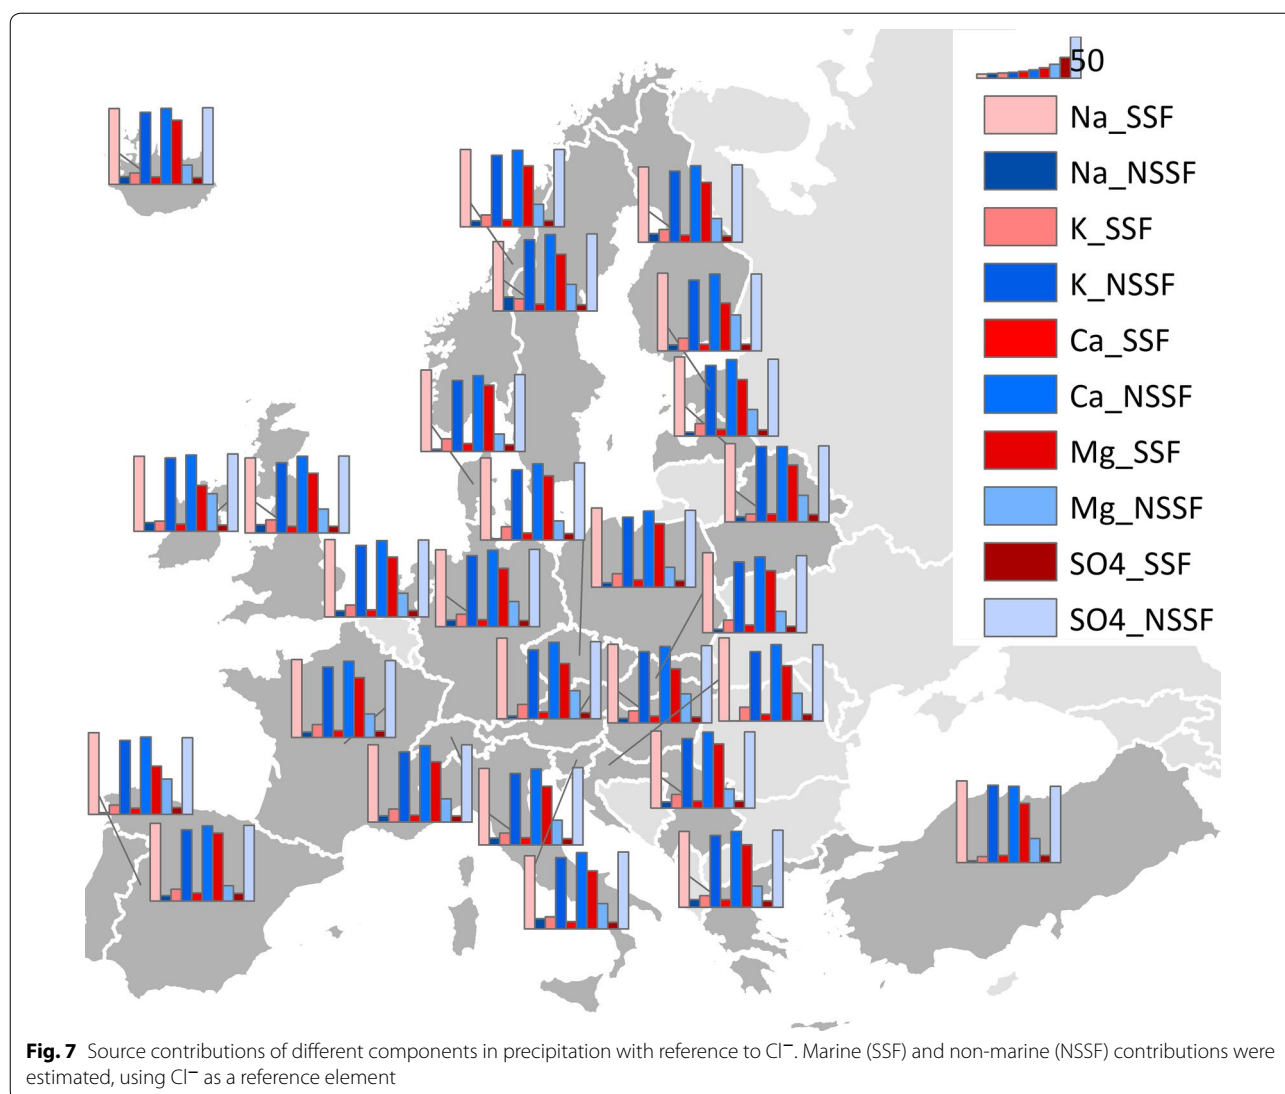 50
Na_SSF
Na_NSSF
K_SSF
K_NSSF
Ca_SSF
Ca_NSSF
Mg_SSF
Mg_NSSF
SO4_SSF
SO4_NSSF
Fig. 7 Source contributions of different components in precipitation with reference to Cl⁻. Marine (SSF) and non-marine (NSSF) contributions were
estimated, using Cl⁻ as a reference element